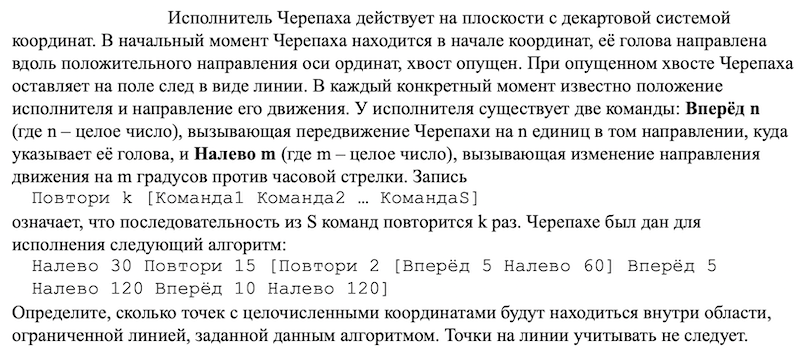 Исполнитель Черепаха действует на плоскости с декартовой системой
координат. В начальный момент Черепаха находится в начале координат, её голова направлена
вдоль положительного направления оси ординат, хвост опущен. При опущенном хвосте Черепаха
оставляет на поле след в виде линии. В каждый конкретный момент известно положение
исполнителя и направление его движения. У исполнителя существует две команды: Вперёд n
(где n – целое число), вызывающая передвижение Черепахи на n единиц в том направлении, куда
указывает её голова, и Налево m (где m – целое число), вызывающая изменение направления
движения на m градусов против часовой стрелки. Запись
Повтори k [Команда1 Команда2 … КомандаS]
означает, что последовательность из S команд повторится k раз. Черепахе был дан для
исполнения следующий алгоритм:
Налево 30 Повтори 15 [Повтори 2 [Вперёд 5 Налево 60] Вперёд 5
Налево 120 Вперёд 10 Налево 120]
Определите, сколько точек с целочисленными координатами будут находиться внутри области,
ограниченной линией, заданной данным алгоритмом. Точки на линии учитывать не следует.